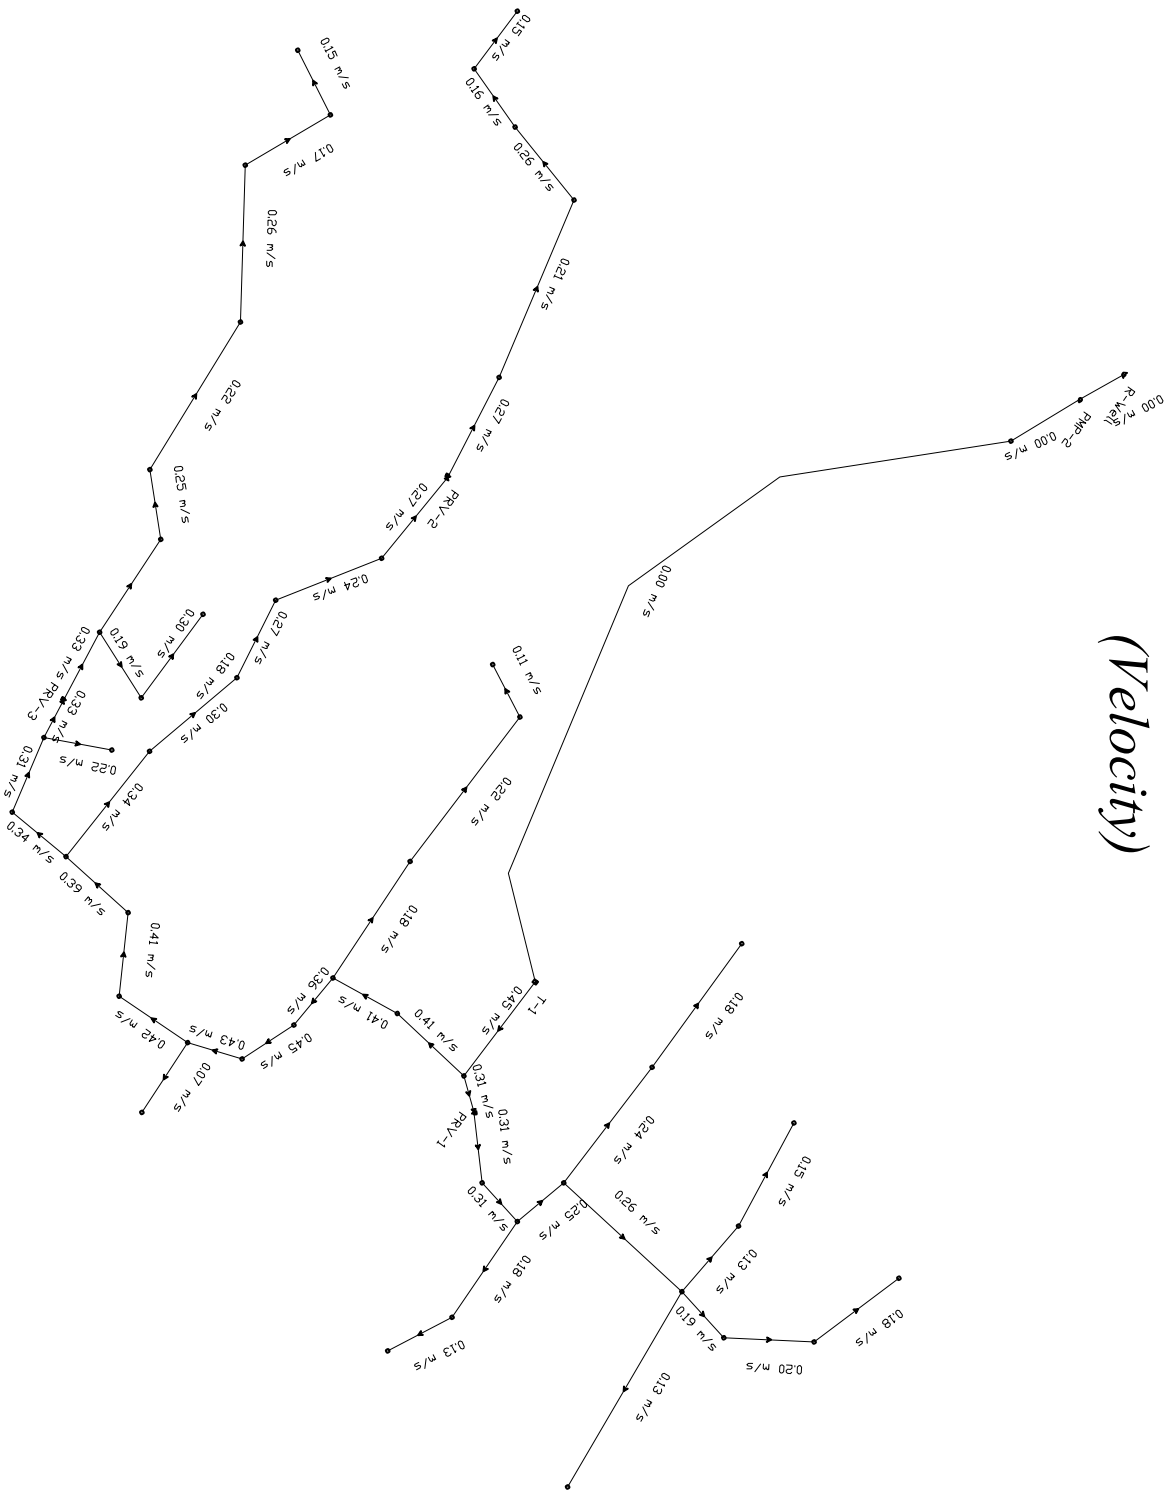 (Velocity)
0.15 m/s
0.15 m/s
0.16 m/s
0.17 m/s
0.26 m/s
0.26 m/s
0.21 m/s
0.22 m/s
0.27 m/s
0.00 m/s
R-Well
PMP-2
0.00 m/s
0.25 m/s
0.27 m/s
PRV-2
0.24 m/s
0.00 m/s
0.30 m/s
0.19 m/s
0.33 m/s
0.27 m/s
0.18 m/s
0.11 m/s
PRV-3
0.33 m/s
0.30 m/s
0.22 m/s
0.31 m/s
0.34 m/s
0.22 m/s
0.34 m/s
0.39 m/s
0.18 m/s
0.41 m/s
0.36 m/s
0.45 m/s
T-1
0.41 m/s
0.41 m/s
0.18 m/s
0.42 m/s
0.43 m/s
0.45 m/s
0.07 m/s
0.31 m/s
PRV-1
0.31 m/s
0.24 m/s
0.31 m/s
0.25 m/s
0.26 m/s
0.15 m/s
0.18 m/s
0.13 m/s
0.13 m/s
0.19 m/s
0.20 m/s
0.18 m/s
0.13 m/s